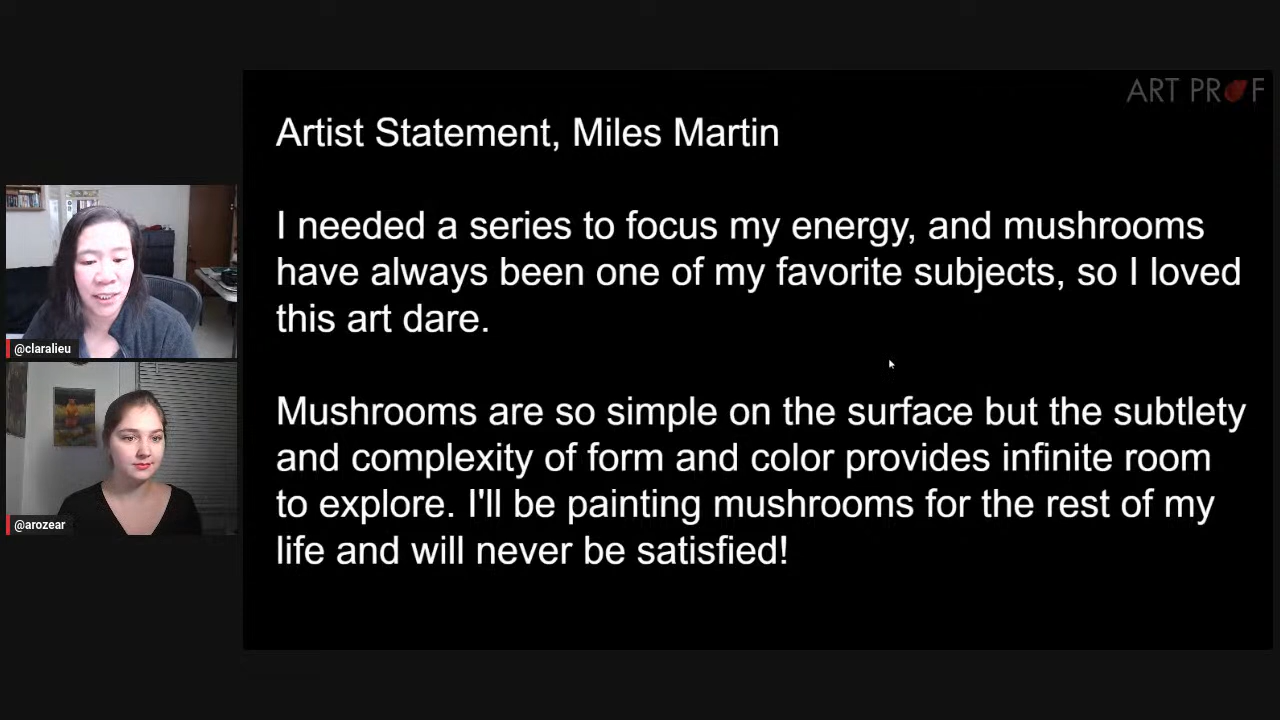 ART PROF
Artist Statement, Miles Martin
I needed a series to focus my energy, and mushrooms
have always been one of my favorite subjects, so I loved
this art dare.
Mushrooms are so simple on the surface but the subtlety
and complexity of form and color provides infinite room
to explore. I'll be painting mushrooms for the rest of my
life and will never be satisfied!
@claralieu
@arozear